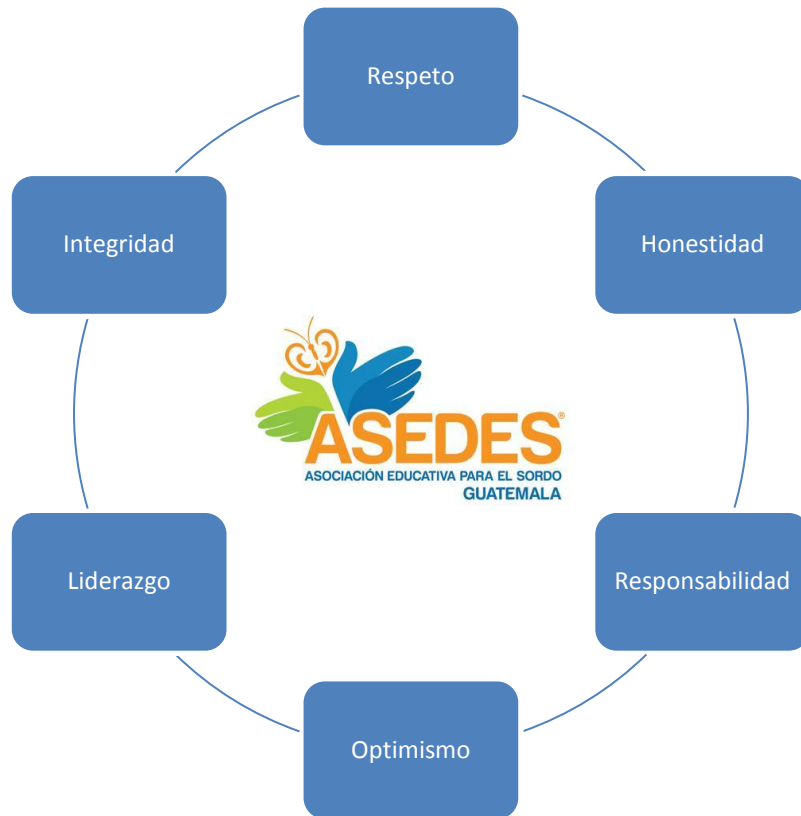 Respeto
Integridad
Honestidad
ASEDES®
ASOCIACIÓN EDUCATIVA PARA EL SORDO
GUATEMALA
Liderazgo
Responsabilidad
Optimismo